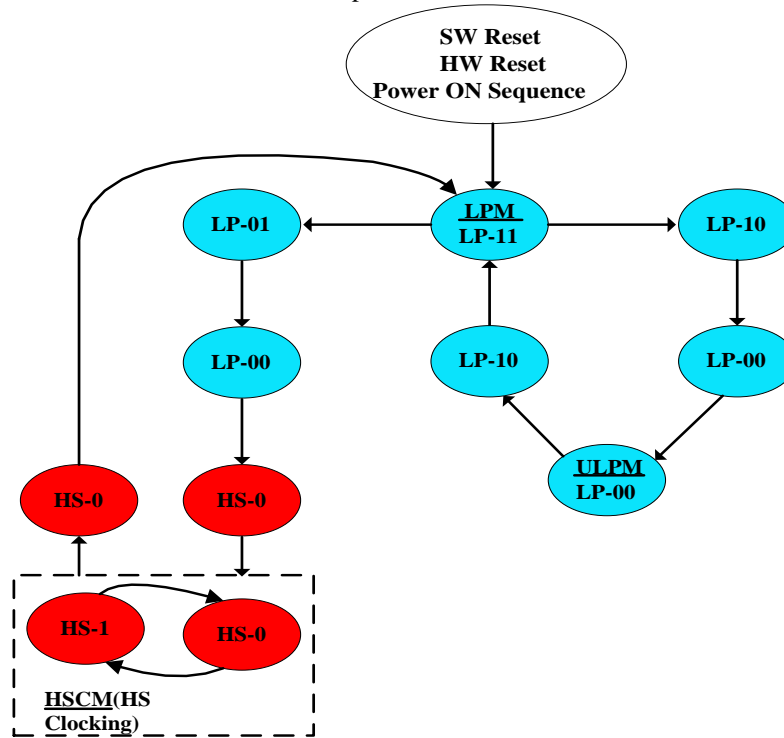 SW Reset
HW Reset
Power ON Sequence
LP-01
LPM
LP-11
LP-10
LP-00
LP-10
LP-00
ULPM
LP-00
HS-0
HS-0
HS-1
HS-0
HSCM(HS
Clocking)